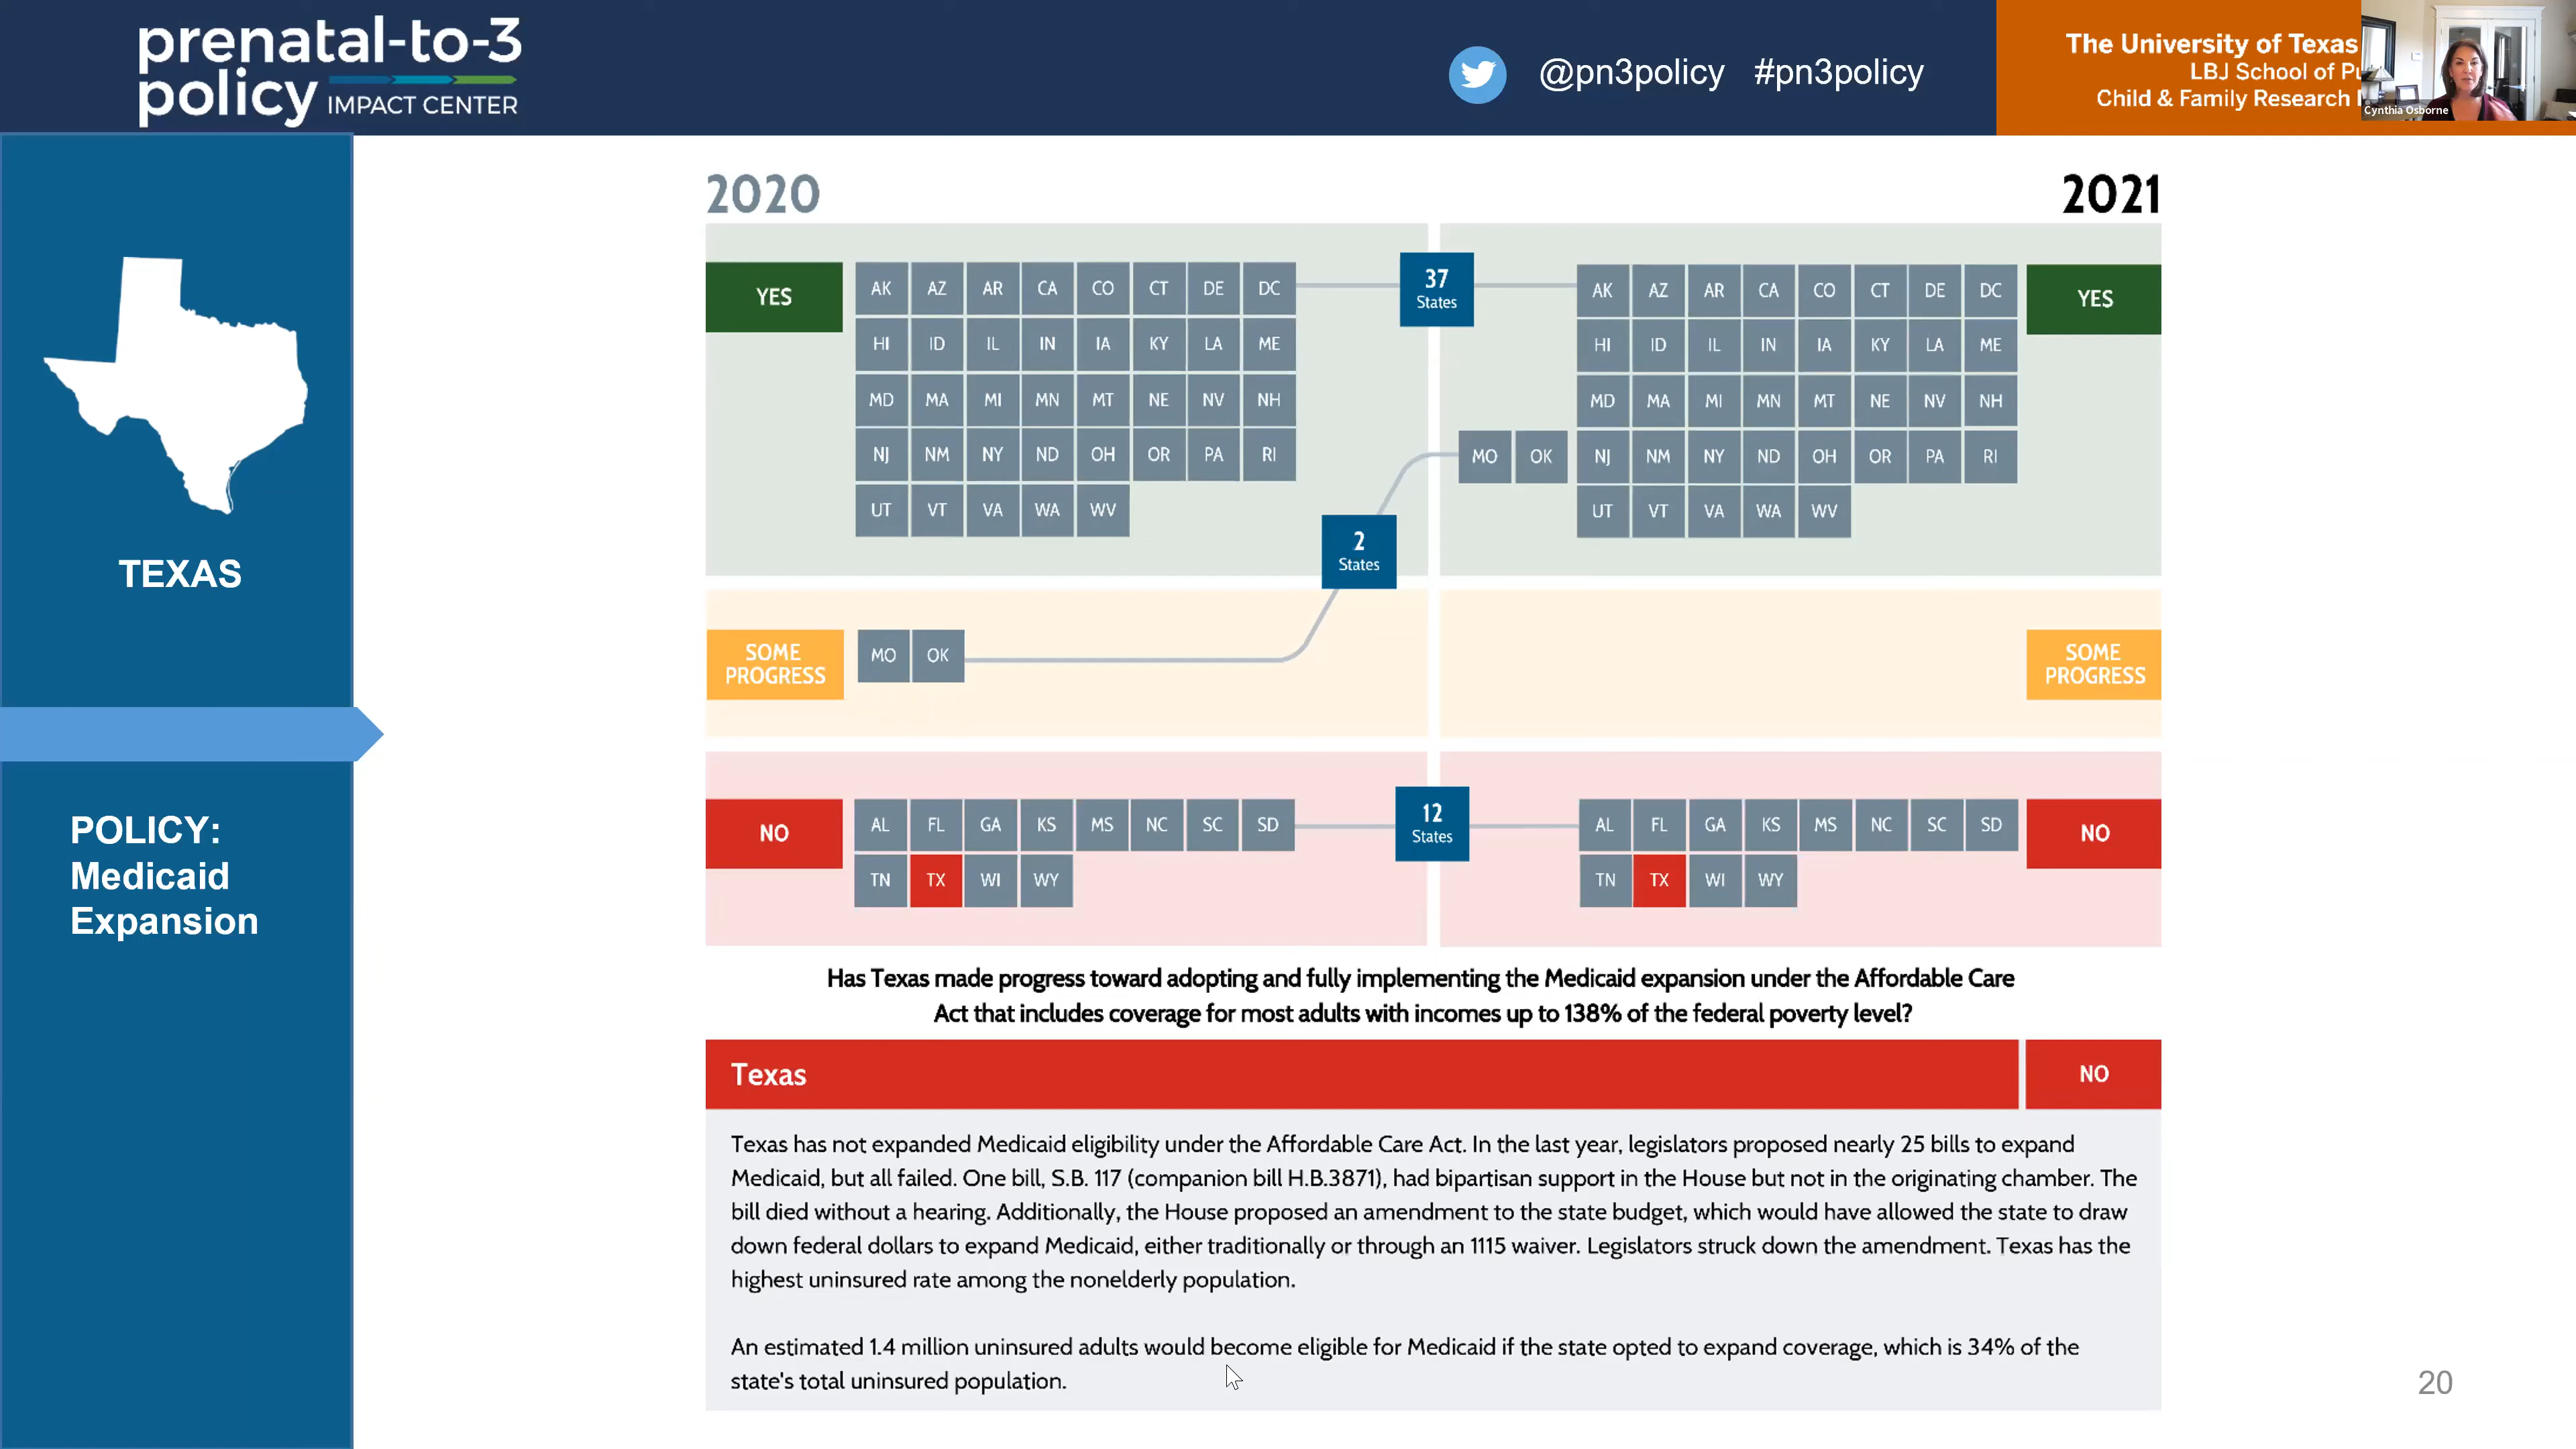 prenatal-to-3
policy IMPACT CENTER
@pn3policy #pn3policy
The University of Texas
LBJ School of
Child & Family Research
Cynthia Osborne
TEXAS
POLICY:
Medicaid
Expansion
2020
2021
YES
AK AZ AR CA CO CT DE DC
HI ID IL IN IA KY LA ME
MD MA MI MN MT NE NV NH
NJ NM NY ND OH OR PA RI
UT VT VA WA WV
37
States
AK AZ AR CA CO CT DE DC
HI ID IL IN IA KY LA ME
MD MA MI MN MT NE NV NH
MO OK NJ NM NY ND OH OR PA RI
UT VT VA WA WV
YES
2
States
SOME
PROGRESS
MO OK
SOME
PROGRESS
NO
AL FL GA KS MS NC SC SD
TN TX WI WY
12
States
AL FL GA KS MS NC SC SD
TN TX WI WY
NO
Has Texas made progress toward adopting and fully implementing the Medicaid expansion under the Affordable Care
Act that includes coverage for most adults with incomes up to 138% of the federal poverty level?
Texas
NO
Texas has not expanded Medicaid eligibility under the Affordable Care Act. In the last year, legislators proposed nearly 25 bills to expand
Medicaid, but all failed. One bill, S.B. 117 (companion bill H.B.3871), had bipartisan support in the House but not in the originating chamber. The
bill died without a hearing. Additionally, the House proposed an amendment to the state budget, which would have allowed the state to draw
down federal dollars to expand Medicaid, either traditionally or through an 1115 waiver. Legislators struck down the amendment. Texas has the
highest uninsured rate among the nonelderly population.
An estimated 1.4 million uninsured adults would become eligible for Medicaid if the state opted to expand coverage, which is 34% of the
state's total uninsured population.
20